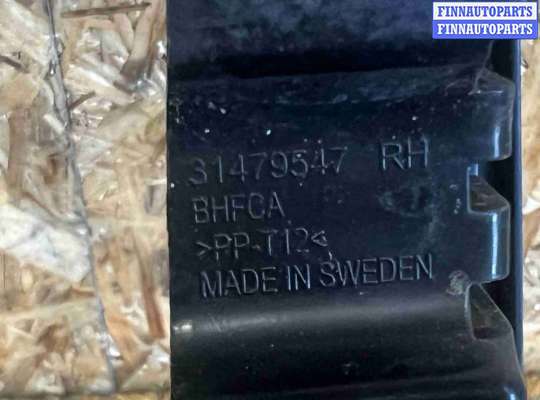 FINNAUTOPARTS
FINNAUTOPARTS
31479547 RH
BHFCA
>PP-T12<
MADE IN SWEDEN